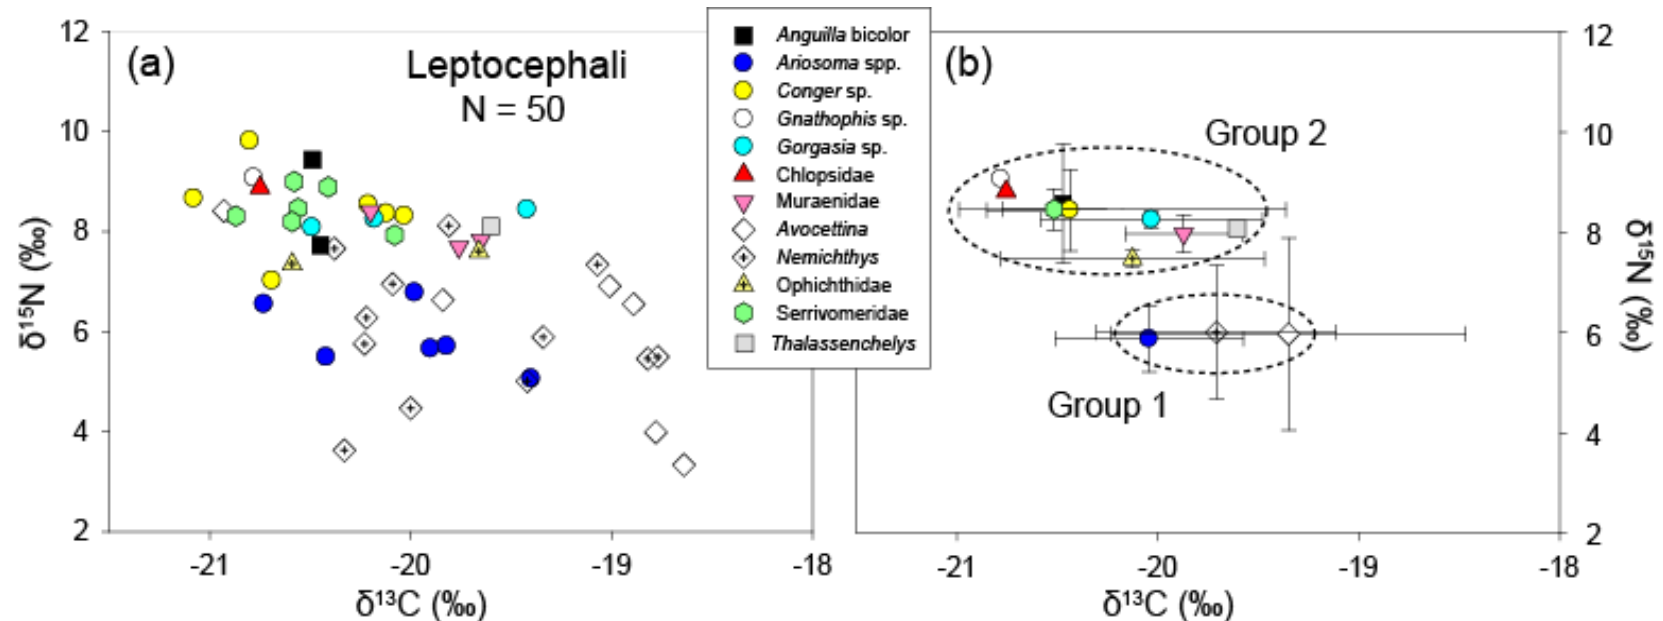 (a)
Leptocephali
N = 50
12
10
8
6
4
2
δ¹⁵N (‰)
-21
-20
-19
-18
δ¹³C (‰)
Anguilla bicolor
Ariosoma spp.
Conger sp.
Gnathophis sp.
Gorgasia sp.
Chlopsidae
Muraenidae
Avocettina
Nemichthys
Ophichthidae
Serrivomeridae
Thalassenchelys
(b)
Group 2
Group 1
12
10
8
6
4
2
δ¹⁵N (‰)
-21
-20
-19
-18
δ¹³C (‰)